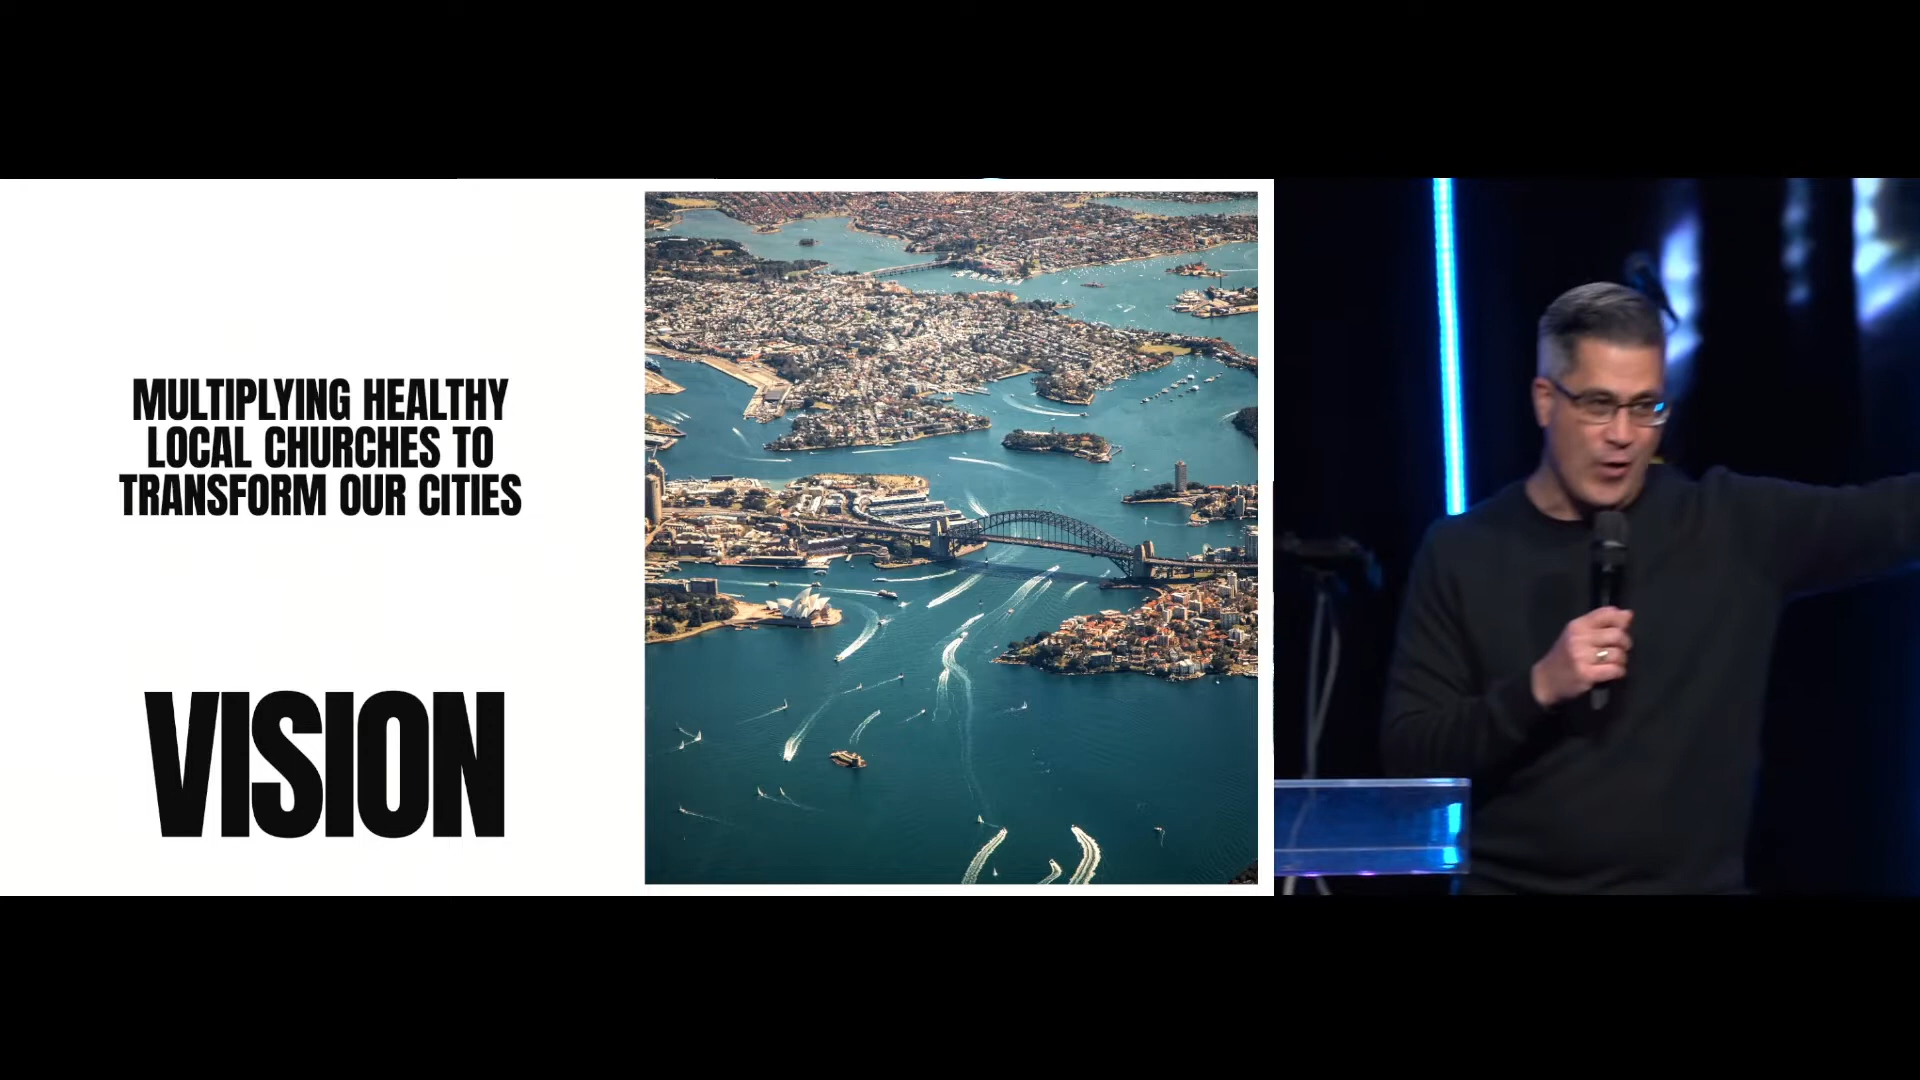 MULTIPLYING HEALTHY
LOCAL CHURCHES TO
TRANSFORM OUR CITIES
VISION